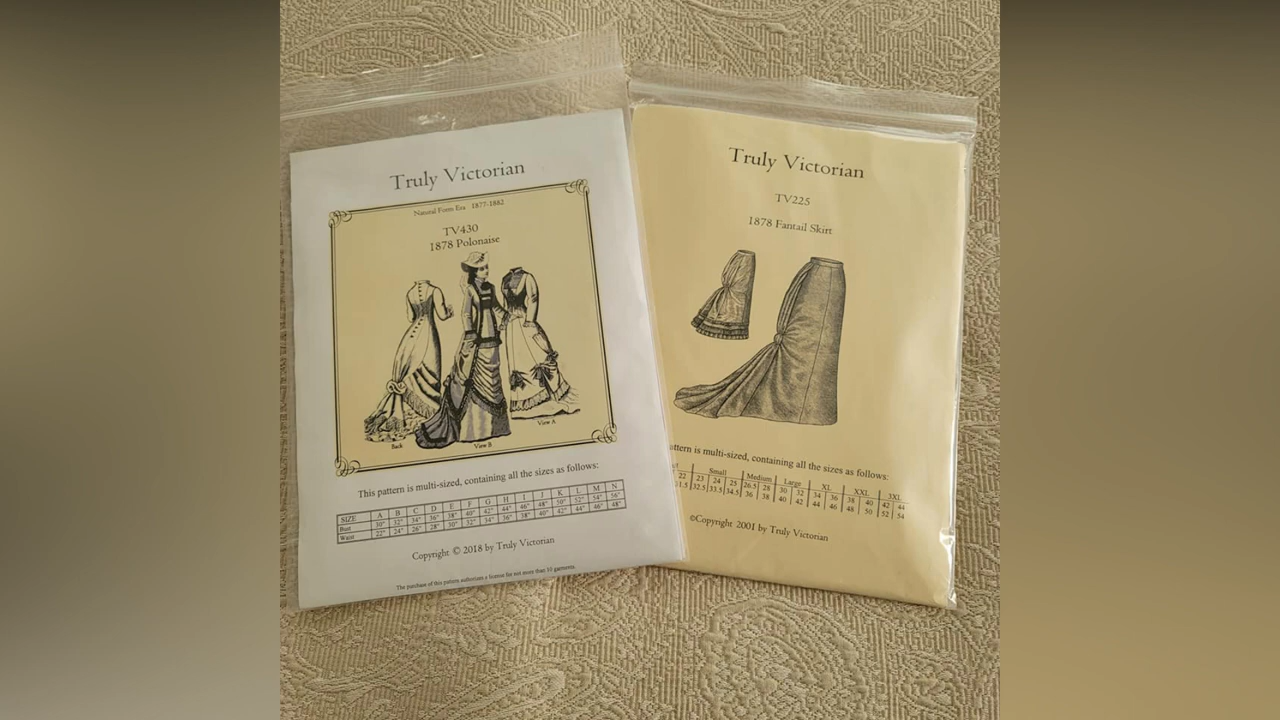 Truly Victorian
Natural Form Era 1877-1882
TV430
1878 Polonaise
Back
View B
View A
This pattern is multi-sized, containing all the sizes as follows:
SIZE A B C D E F G H I J K L M N
Bust 30" 32" 34" 36" 38" 40" 42" 44" 46" 48" 50" 52" 54" 56"
Waist 22" 24" 26" 28" 30" 32" 34" 36" 38" 40" 42" 44" 46" 48"
Copyright © 2018 by Truly Victorian
The purchase of this pattern authorizes a license for not more than 10 garments.
Truly Victorian
TV225
1878 Fantail Skirt
pattern is multi-sized, containing all the sizes as follows:
Small Medium Large XL XXL 3XL
22 23 24 25 26.5 28 30 32 34 36 38 40 42 44
31.5 32.5 33.5 34.5 36 38 40 42 44 46 48 50 52 54
©Copyright 2001 by Truly Victorian